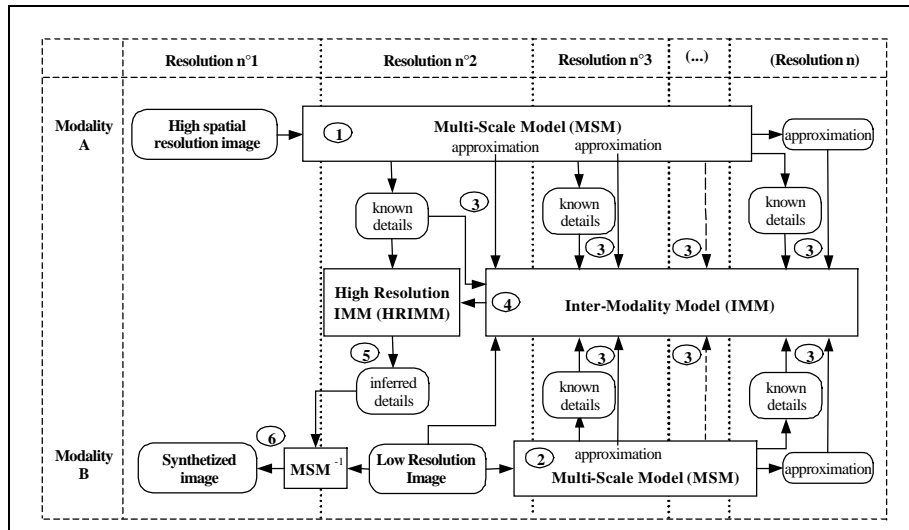 Resolution n°1 Resolution n°2 Resolution n°3 (...) (Resolution n)
Modality
A
High spatial
resolution image
1
Multi-Scale Model (MSM)
approximation approximation
approximation
known
details
3
known
details
3
3
known
details
3
High Resolution
IMM (HRIMM)
4
Inter-Modality Model (IMM)
5
inferred
details
3
known
details
3
known
details
3
6
Modality
B
Synthetized
image
MSM -1
Low Resolution
Image
2
approximation
Multi-Scale Model (MSM)
approximation